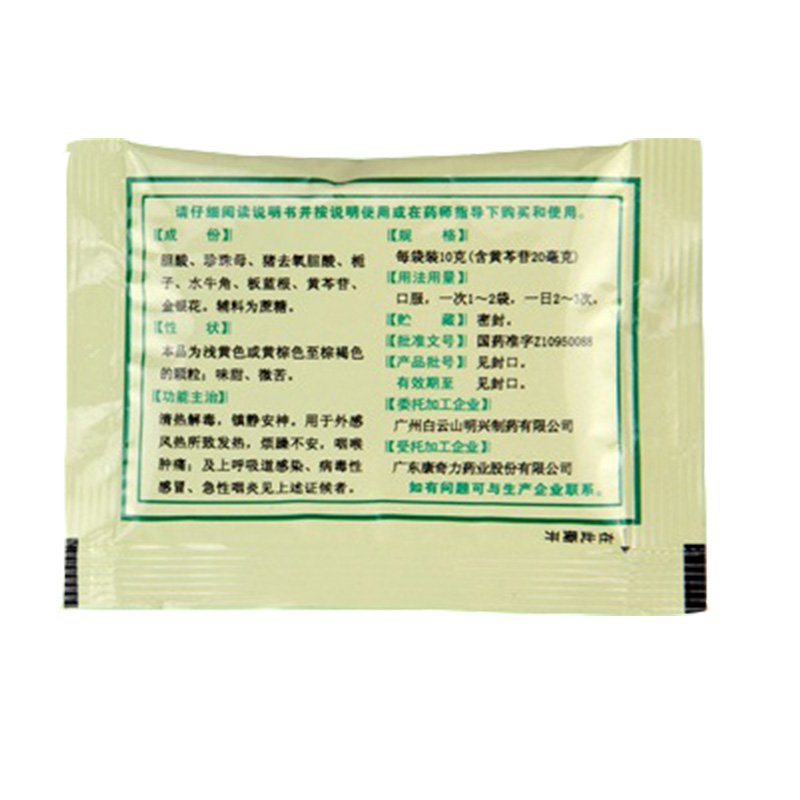 请仔细阅读说明书并按说明使用或在药师指导下购买和使用。
【成 份】
胆酸、珍珠母、猪去氧胆酸、栀
子、水牛角、板蓝根、黄芩苷、
金银花。辅料为蔗糖。
【性 状】
本品为浅黄色或黄棕色至棕褐色
的颗粒；味甜、微苦。
【功能主治】
清热解毒，镇静安神。用于外感
风热所致发热，烦躁不安，咽喉
肿痛；及上呼吸道感染、病毒性
感冒、急性咽炎见上述证候者。
【规 格】
每袋装10克(含黄芩苷20毫克)
【用法用量】
口服，一次1～2袋，一日2～3次。
【贮 藏】密封。
【批准文号】国药准字Z10950088
【产品批号】见封口。
有效期至 见封口。
【委托加工企业】
广州白云山明兴制药有限公司
【受托加工企业】
广东康奇力药业股份有限公司
如有问题可与生产企业联系。
在此撕开